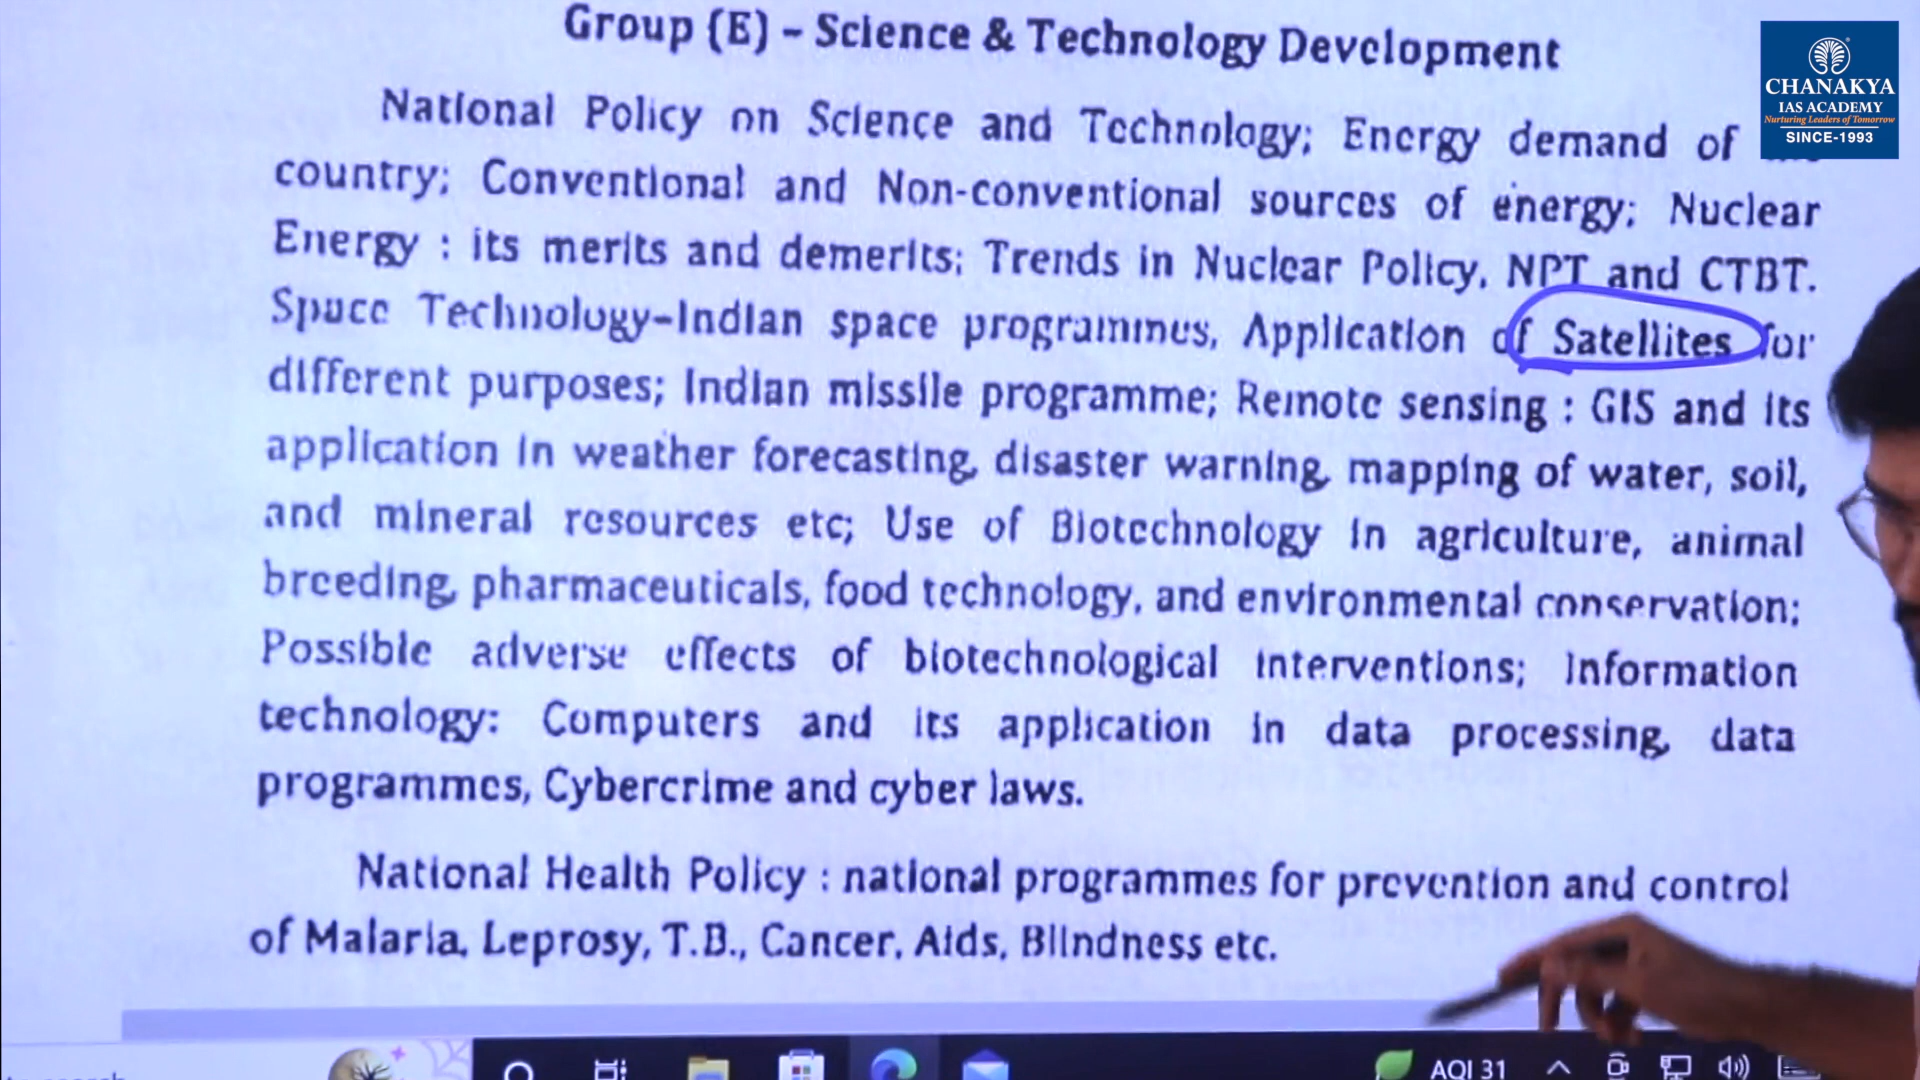 Group (E) – Science & Technology Development
CHANAKYA
IAS ACADEMY
Nurturing Leaders of Tomorrow
SINCE-1993
National Policy on Science and Technology; Energy demand of
country; Conventional and Non-conventional sources of energy; Nuclear
Energy : its merits and demerits; Trends in Nuclear Policy, NPT and CTBT.
Space Technology–Indian space programmes, Application of Satellites for
different purposes; Indian missile programme; Remote sensing : GIS and its
application in weather forecasting, disaster warning, mapping of water, soil,
and mineral resources etc; Use of Biotechnology in agriculture, animal
breeding, pharmaceuticals, food technology, and environmental conservation;
Possible adverse effects of biotechnological interventions; Information
technology: Computers and its application in data processing, data
programmes, Cybercrime and cyber laws.
National Health Policy : national programmes for prevention and control
of Malaria, Leprosy, T.B., Cancer, Aids, Blindness etc.
AQI 31